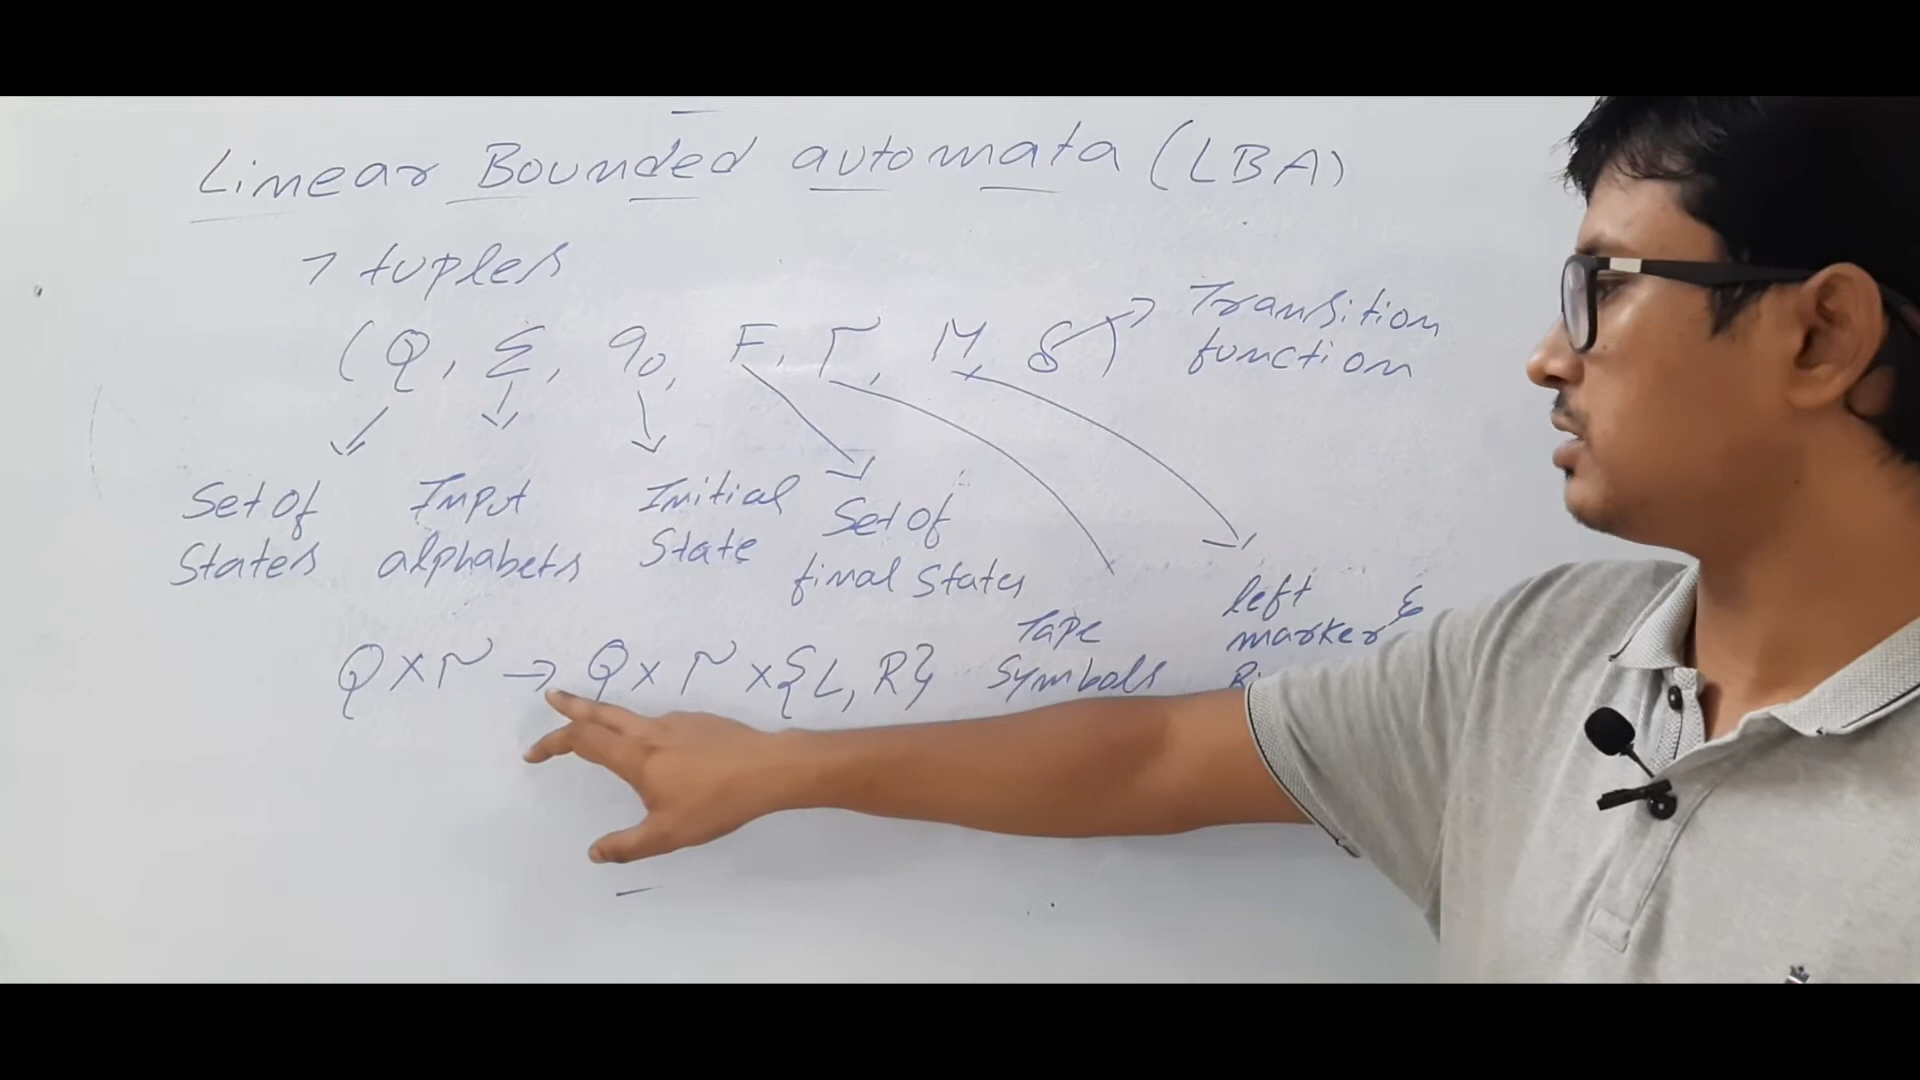 Linear Bounded automata (LBA)
7 tuples
(Q, Σ, q0, F, Γ, M, δ)
Transition
function
Set of
States
Input
alphabets
Initial
State
Set of
final States
Tape
Symbols
left
marker &
Q × Γ → Q × Γ × {L, R}